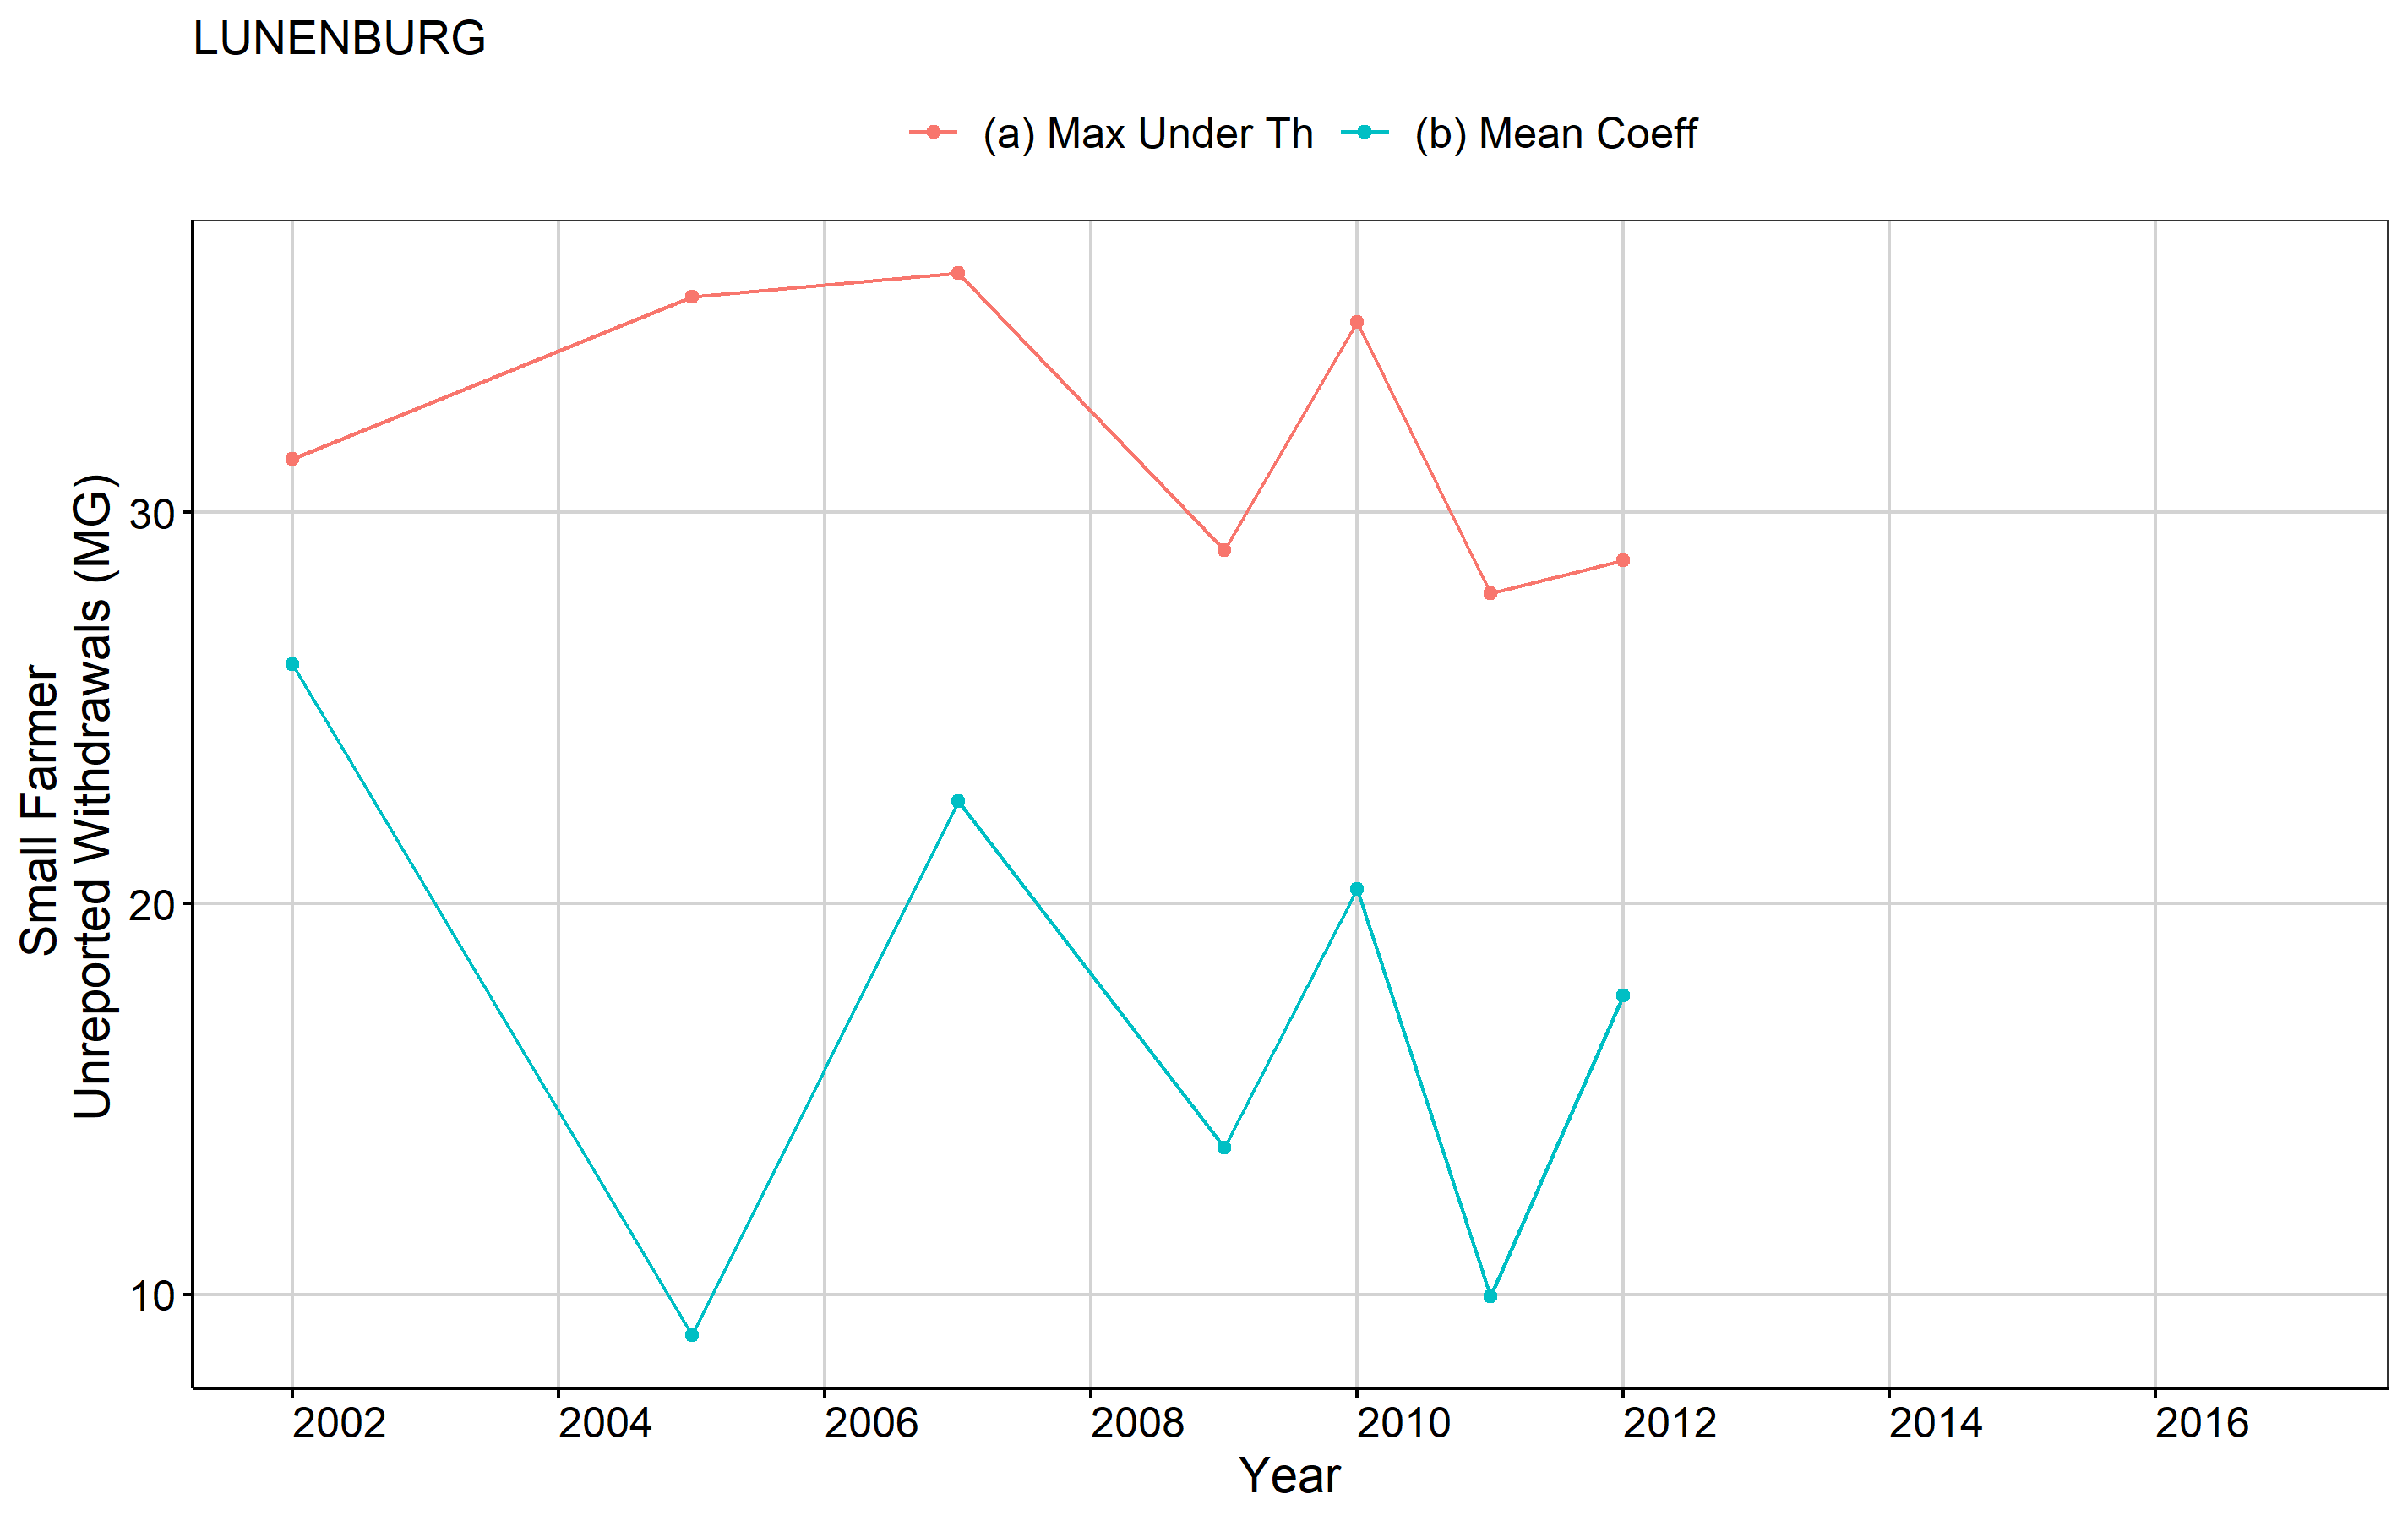 LUNENBURG
(a) Max Under Th
(b) Mean Coeff
Small Farmer
Unreported Withdrawals (MG)
30
20
10
2002
2004
2006
2008
2010
2012
2014
2016
Year